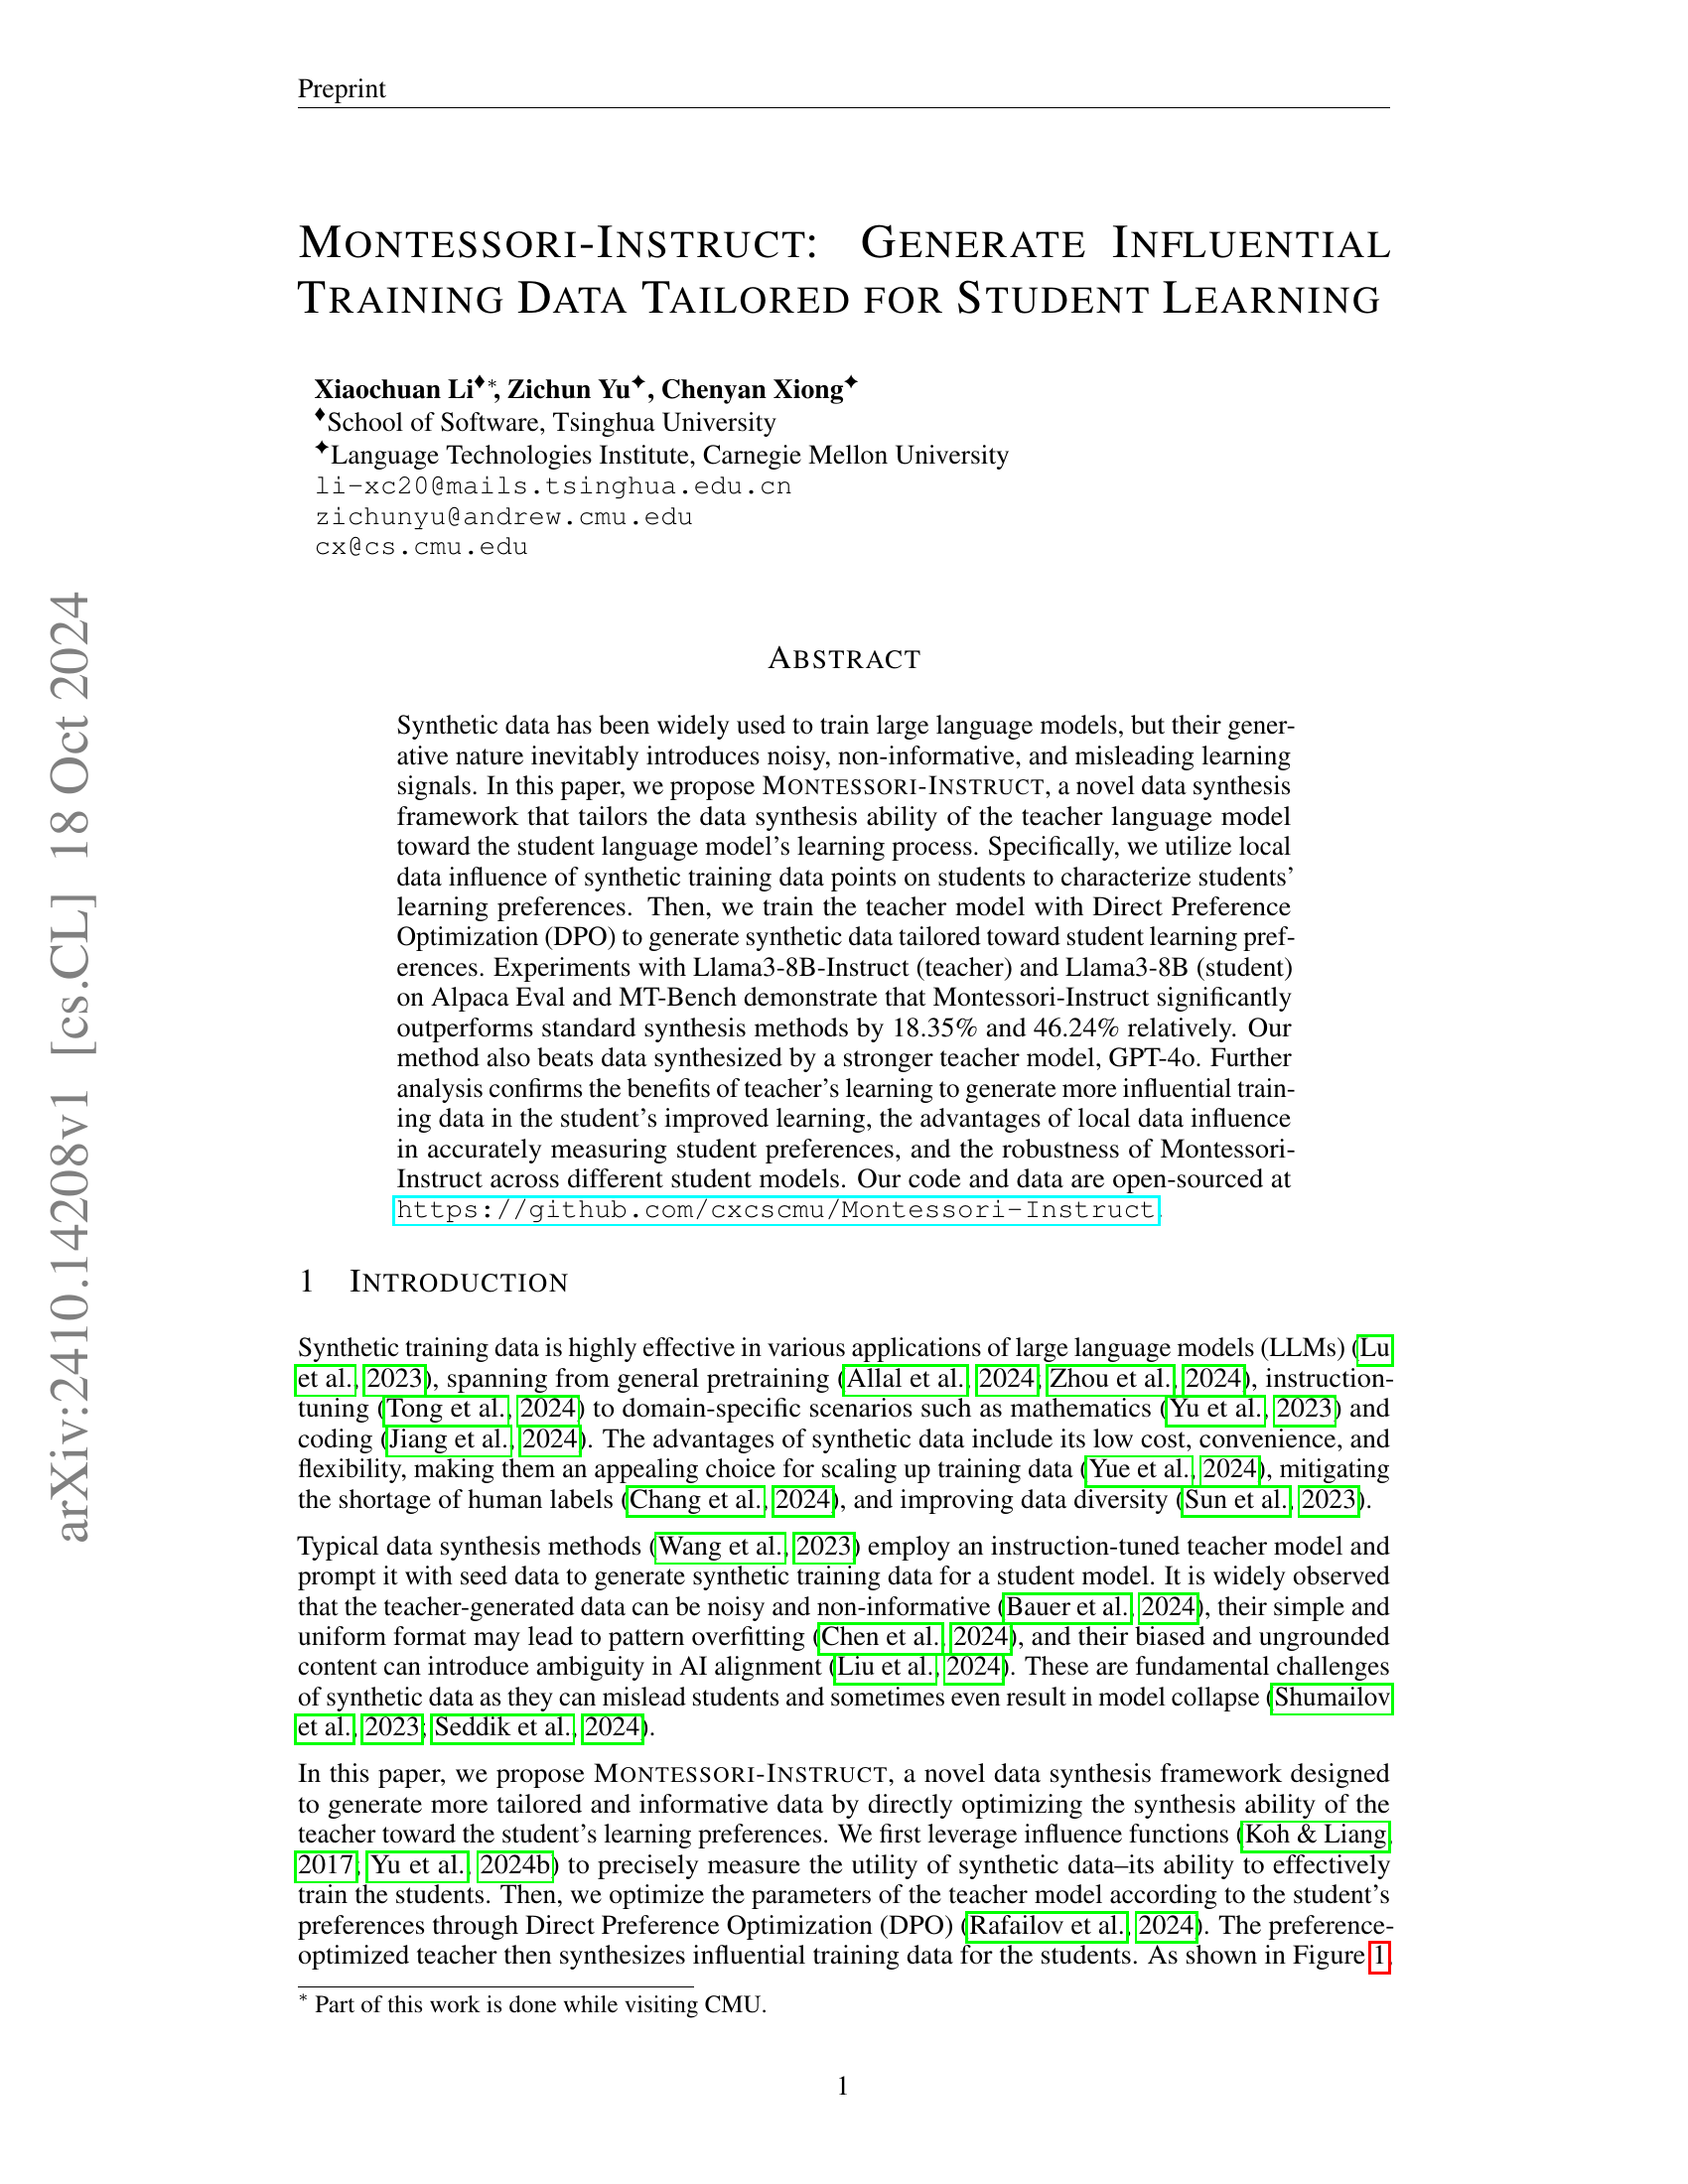 Preprint
MONTESSORI-INSTRUCT: GENERATE INFLUENTIAL
TRAINING DATA TAILORED FOR STUDENT LEARNING
Xiaochuan Li♦*, Zichun Yu✦, Chenyan Xiong✦
♦School of Software, Tsinghua University
✦Language Technologies Institute, Carnegie Mellon University
li-xc20@mails.tsinghua.edu.cn
zichunyu@andrew.cmu.edu
cx@cs.cmu.edu
arXiv:2410.14208v1 [cs.CL] 18 Oct 2024
ABSTRACT
Synthetic data has been widely used to train large language models, but their gener-
ative nature inevitably introduces noisy, non-informative, and misleading learning
signals. In this paper, we propose MONTESSORI-INSTRUCT, a novel data synthesis
framework that tailors the data synthesis ability of the teacher language model
toward the student language model's learning process. Specifically, we utilize local
data influence of synthetic training data points on students to characterize students'
learning preferences. Then, we train the teacher model with Direct Preference
Optimization (DPO) to generate synthetic data tailored toward student learning pref-
erences. Experiments with Llama3-8B-Instruct (teacher) and Llama3-8B (student)
on Alpaca Eval and MT-Bench demonstrate that Montessori-Instruct significantly
outperforms standard synthesis methods by 18.35% and 46.24% relatively. Our
method also beats data synthesized by a stronger teacher model, GPT-4o. Further
analysis confirms the benefits of teacher's learning to generate more influential train-
ing data in the student's improved learning, the advantages of local data influence
in accurately measuring student preferences, and the robustness of Montessori-
Instruct across different student models. Our code and data are open-sourced at
https://github.com/cxcscmu/Montessori-Instruct.
1 INTRODUCTION
Synthetic training data is highly effective in various applications of large language models (LLMs) (Lu
et al., 2023), spanning from general pretraining (Allal et al., 2024; Zhou et al., 2024), instruction-
tuning (Tong et al., 2024) to domain-specific scenarios such as mathematics (Yu et al., 2023) and
coding (Jiang et al., 2024). The advantages of synthetic data include its low cost, convenience, and
flexibility, making them an appealing choice for scaling up training data (Yue et al., 2024), mitigating
the shortage of human labels (Chang et al., 2024), and improving data diversity (Sun et al., 2023).
Typical data synthesis methods (Wang et al., 2023) employ an instruction-tuned teacher model and
prompt it with seed data to generate synthetic training data for a student model. It is widely observed
that the teacher-generated data can be noisy and non-informative (Bauer et al., 2024), their simple and
uniform format may lead to pattern overfitting (Chen et al., 2024), and their biased and ungrounded
content can introduce ambiguity in AI alignment (Liu et al., 2024). These are fundamental challenges
of synthetic data as they can mislead students and sometimes even result in model collapse (Shumailov
et al., 2023; Seddik et al., 2024).
In this paper, we propose MONTESSORI-INSTRUCT, a novel data synthesis framework designed
to generate more tailored and informative data by directly optimizing the synthesis ability of the
teacher toward the student's learning preferences. We first leverage influence functions (Koh & Liang,
2017; Yu et al., 2024b) to precisely measure the utility of synthetic data–its ability to effectively
train the students. Then, we optimize the parameters of the teacher model according to the student's
preferences through Direct Preference Optimization (DPO) (Rafailov et al., 2024). The preference-
optimized teacher then synthesizes influential training data for the students. As shown in Figure 1,
* Part of this work is done while visiting CMU.
1